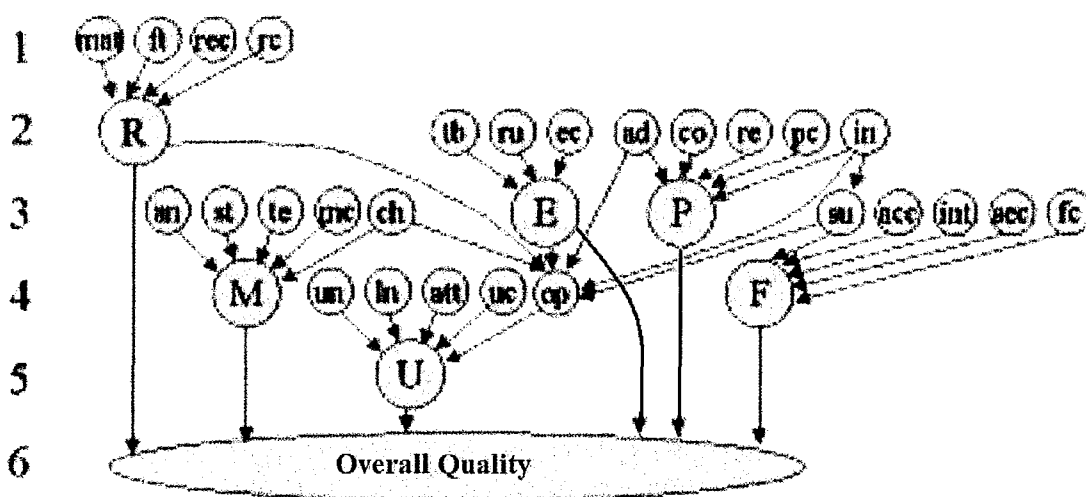 1 mat ft rec rc
2 R tb ru ec ad co re pc in
3 an st te mc ch E P su acc int sec fc
4 M un ln att uc op F
5 U
6 Overall Quality